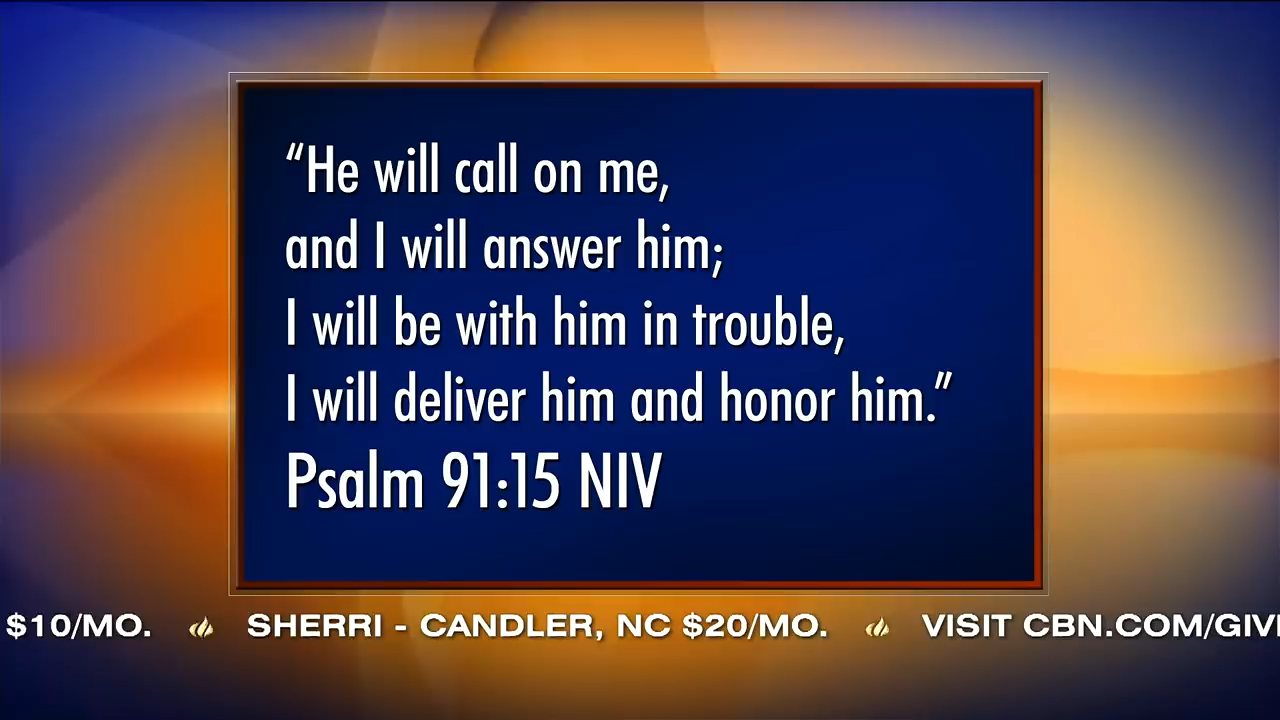 “He will call on me,
and I will answer him;
I will be with him in trouble,
I will deliver him and honor him.”
Psalm 91:15 NIV
$10/MO. SHERRI - CANDLER, NC $20/MO. VISIT CBN.COM/GIV